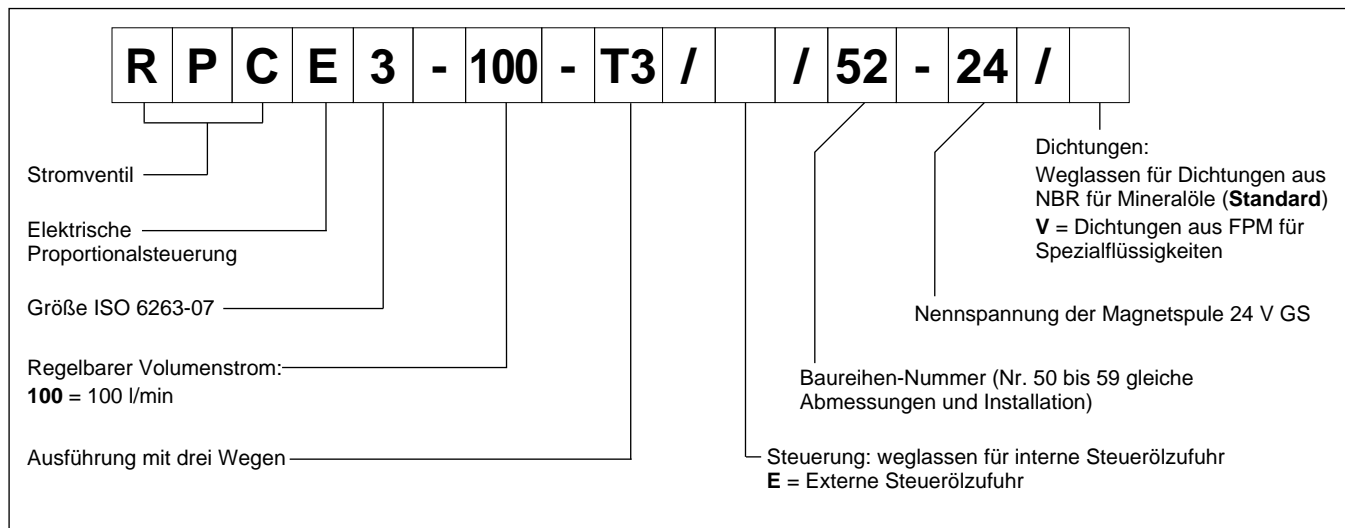 R P C E 3 - 100 - T3 / / 52 - 24 /
Stromventil
Elektrische
Proportionalsteuerung
Größe ISO 6263-07
Regelbarer Volumenstrom:
100 = 100 l/min
Ausführung mit drei Wegen
Dichtungen:
Weglassen für Dichtungen aus
NBR für Mineralöle (Standard)
V = Dichtungen aus FPM für
Spezialflüssigkeiten
Nennspannung der Magnetspule 24 V GS
Baureihen-Nummer (Nr. 50 bis 59 gleiche
Abmessungen und Installation)
Steuerung: weglassen für interne Steuerölzufuhr
E = Externe Steuerölzufuhr